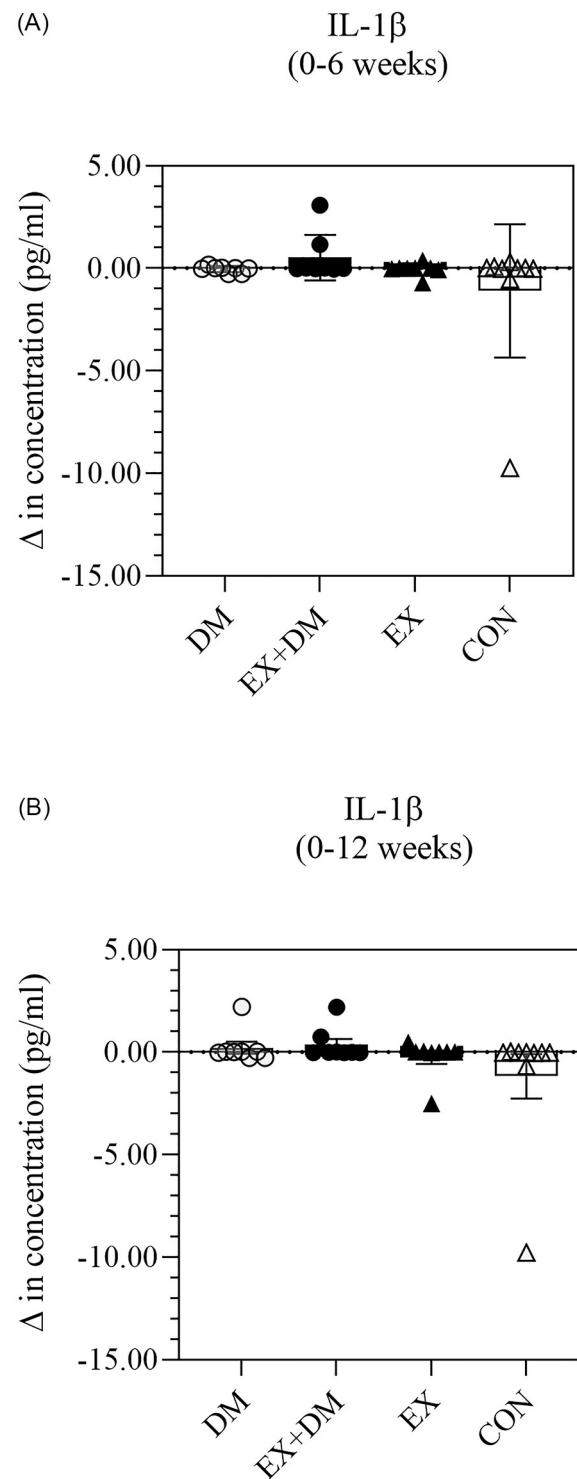 (A)
IL-1β
(0-6 weeks)
Δ in concentration (pg/ml)
5.00
0.00
-5.00
-10.00
-15.00
DM
EX+DM
EX
CON
(B)
IL-1β
(0-12 weeks)
Δ in concentration (pg/ml)
5.00
0.00
-5.00
-10.00
-15.00
DM
EX+DM
EX
CON